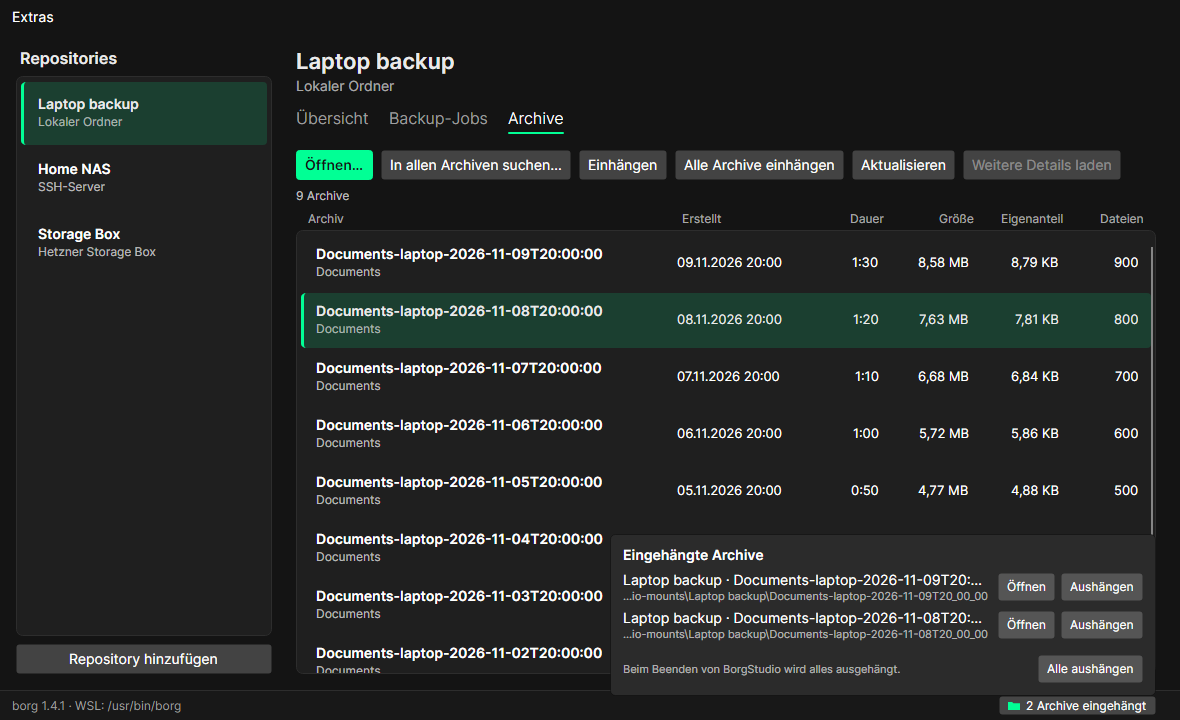 Extras
Repositories
Laptop backup
Lokaler Ordner
Home NAS
SSH-Server
Storage Box
Hetzner Storage Box
Repository hinzufügen
Laptop backup
Lokaler Ordner
Übersicht Backup-Jobs Archive
Öffnen... In allen Archiven suchen... Einhängen Alle Archive einhängen Aktualisieren Weitere Details laden
9 Archive
Archiv Erstellt Dauer Größe Eigenanteil Dateien
Documents-laptop-2026-11-09T20:00:00 09.11.2026 20:00 1:30 8,58 MB 8,79 KB 900
Documents
Documents-laptop-2026-11-08T20:00:00 08.11.2026 20:00 1:20 7,63 MB 7,81 KB 800
Documents
Documents-laptop-2026-11-07T20:00:00 07.11.2026 20:00 1:10 6,68 MB 6,84 KB 700
Documents
Documents-laptop-2026-11-06T20:00:00 06.11.2026 20:00 1:00 5,72 MB 5,86 KB 600
Documents
Documents-laptop-2026-11-05T20:00:00 05.11.2026 20:00 0:50 4,77 MB 4,88 KB 500
Documents
Documents-laptop-2026-11-04T20:00:00
Documents
Documents-laptop-2026-11-03T20:00:00
Documents
Documents-laptop-2026-11-02T20:00:00
Documents
Eingehängte Archive
Laptop backup · Documents-laptop-2026-11-09T20:... Öffnen Aushängen
...io-mounts\Laptop backup\Documents-laptop-2026-11-09T20_00_00
Laptop backup · Documents-laptop-2026-11-08T20:... Öffnen Aushängen
...io-mounts\Laptop backup\Documents-laptop-2026-11-08T20_00_00
Beim Beenden von BorgStudio wird alles ausgehängt. Alle aushängen
borg 1.4.1 · WSL: /usr/bin/borg
2 Archive eingehängt